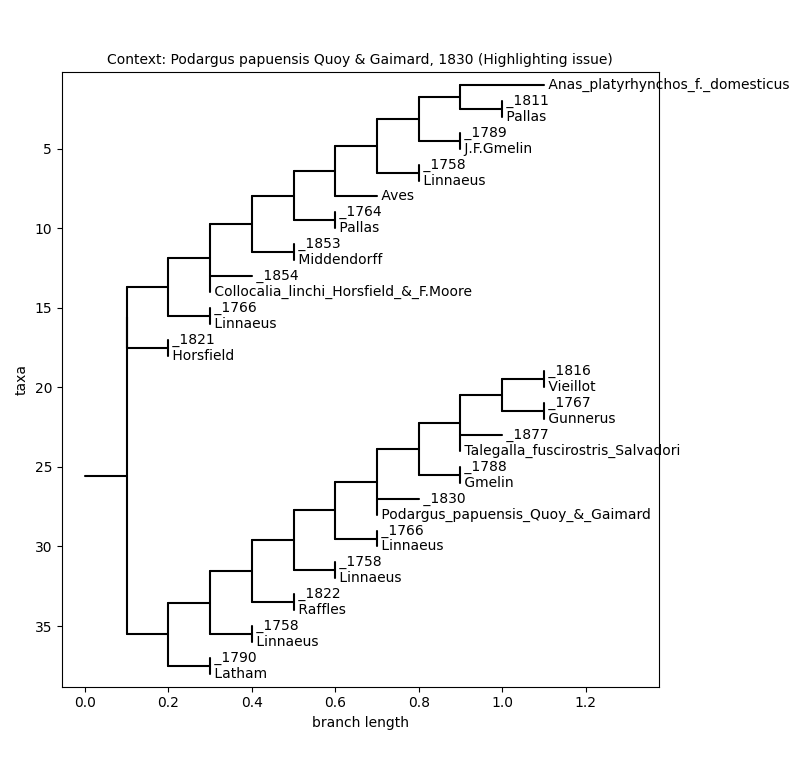 Context: Podargus papuensis Quoy & Gaimard, 1830 (Highlighting issue)
Anas_platyrhynchos_f._domesticus
_1811
Pallas
_1789
J.F.Gmelin
_1758
Linnaeus
Aves
_1764
Pallas
_1853
Middendorff
_1854
Collocalia_linchi_Horsfield_&_F.Moore
_1766
Linnaeus
_1821
Horsfield
_1816
Vieillot
_1767
Gunnerus
_1877
Talegalla_fuscirostris_Salvadori
_1788
Gmelin
_1830
Podargus_papuensis_Quoy_&_Gaimard
_1766
Linnaeus
_1758
Linnaeus
_1822
Raffles
_1758
Linnaeus
_1790
Latham
5
10
15
20
25
30
35
taxa
0.0 0.2 0.4 0.6 0.8 1.0 1.2
branch length